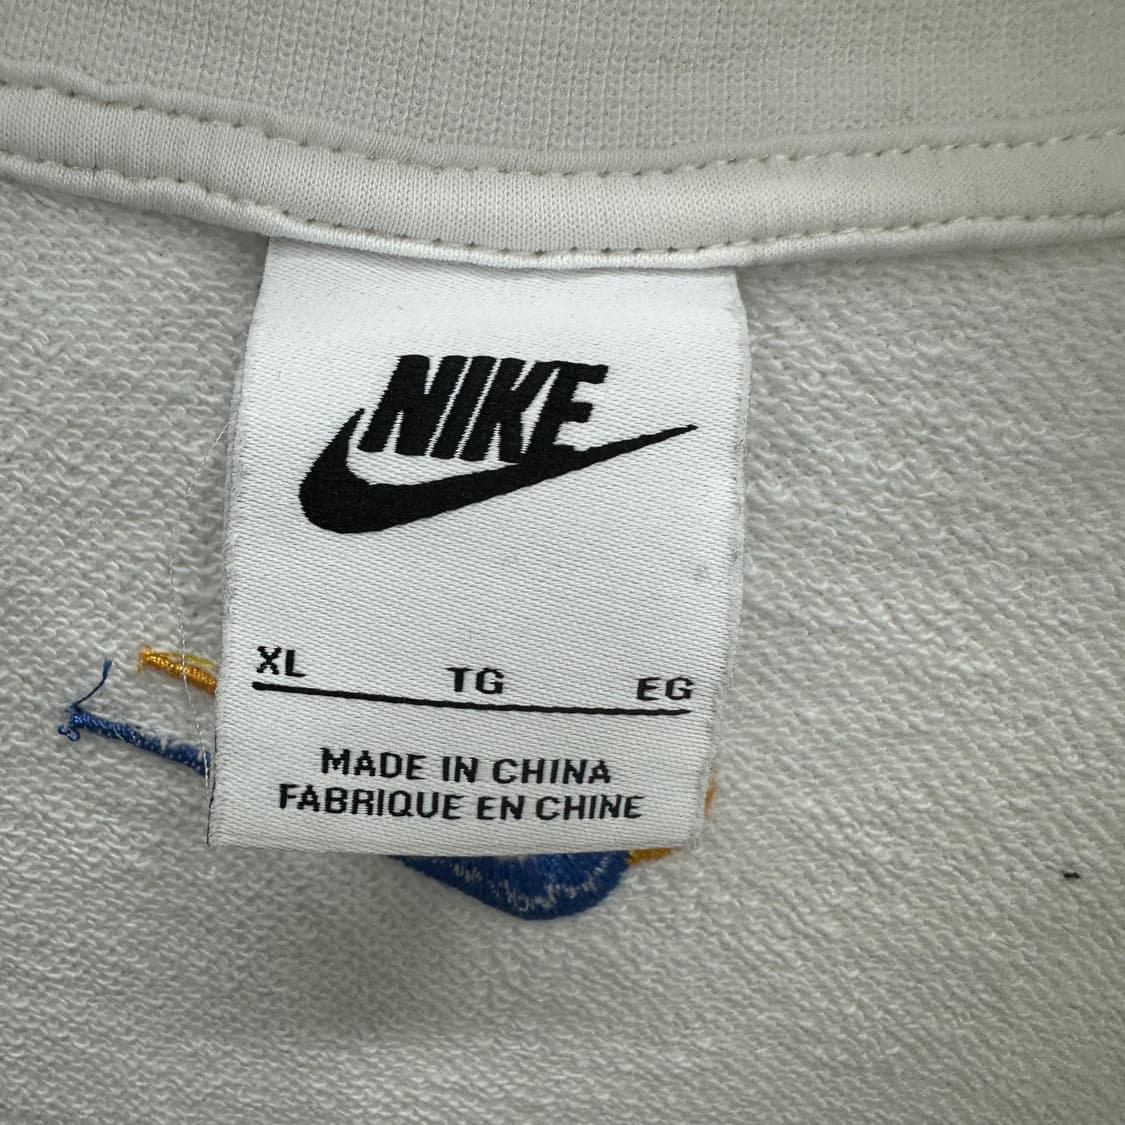 NIKE
XL TG EG
MADE IN CHINA
FABRIQUE EN CHINE